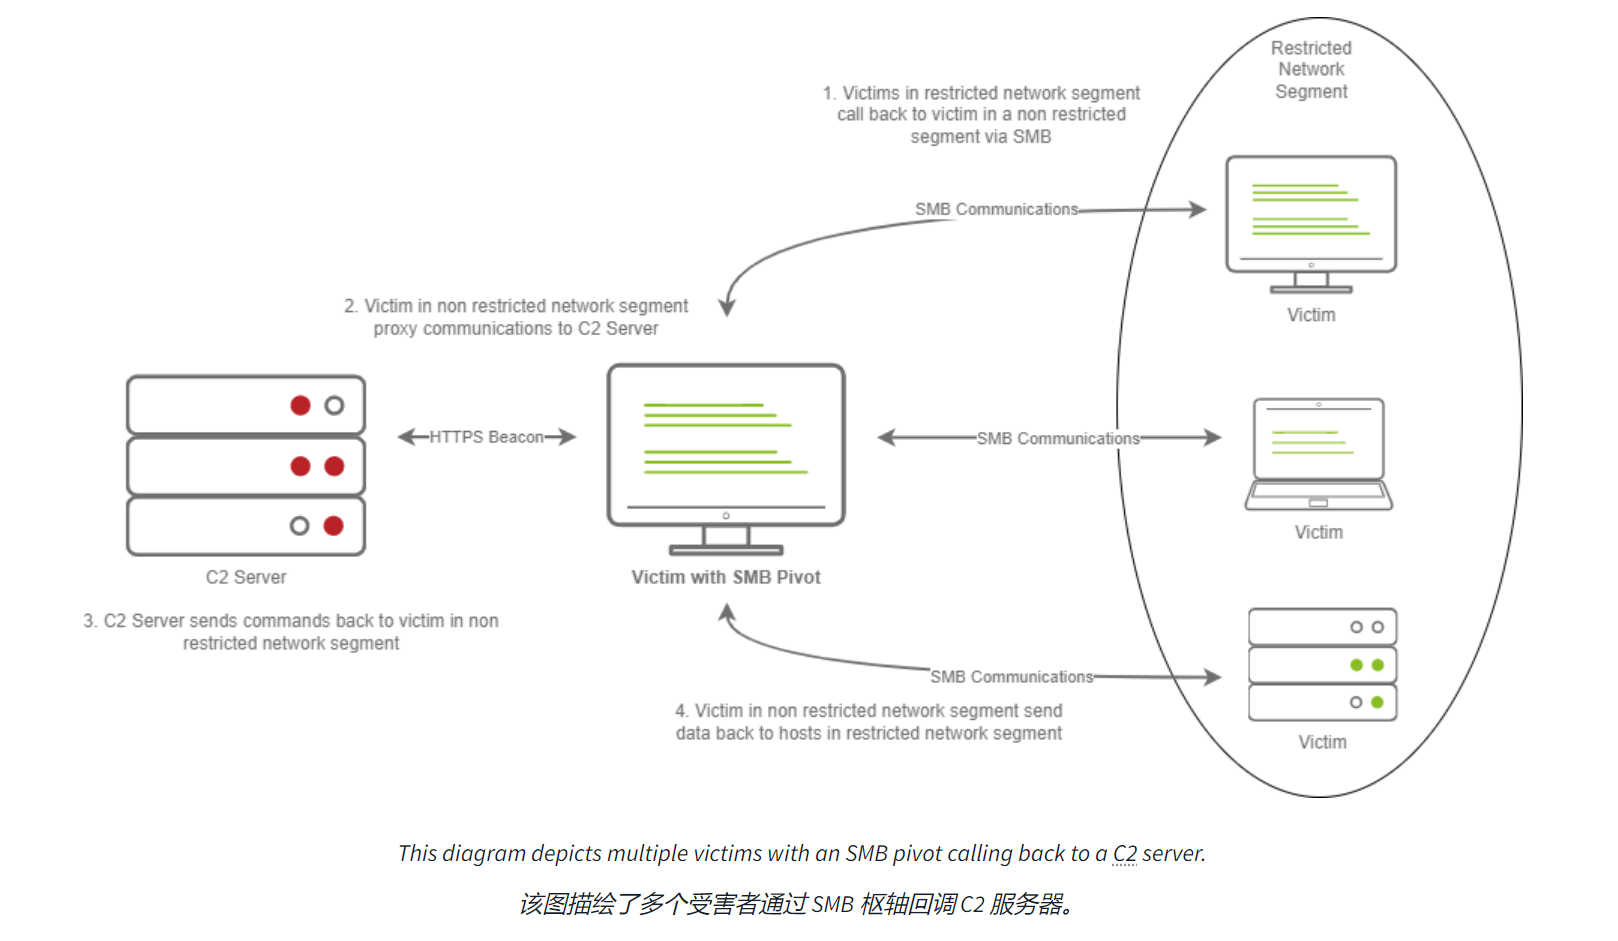 Restricted
Network
Segment
1. Victims in restricted network segment
call back to victim in a non restricted
segment via SMB
SMB Communications
Victim
2. Victim in non restricted network segment
proxy communications to C2 Server
HTTPS Beacon
SMB Communications
Victim
C2 Server
Victim with SMB Pivot
3. C2 Server sends commands back to victim in non
restricted network segment
SMB Communications
4. Victim in non restricted network segment send
data back to hosts in restricted network segment
Victim
This diagram depicts multiple victims with an SMB pivot calling back to a C2 server.
该图描绘了多个受害者通过 SMB 枢轴回调 C2 服务器。